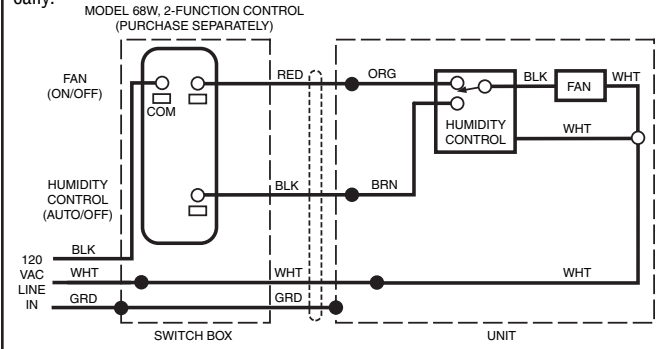 cally.
MODEL 68W, 2-FUNCTION CONTROL
(PURCHASE SEPARATELY)
FAN
(ON/OFF)
COM
RED
ORG
BLK
FAN
WHT
HUMIDITY
CONTROL
WHT
HUMIDITY
CONTROL
(AUTO/OFF)
BLK
BRN
120
VAC
LINE
IN
BLK
WHT
WHT
WHT
GRD
GRD
SWITCH BOX
UNIT